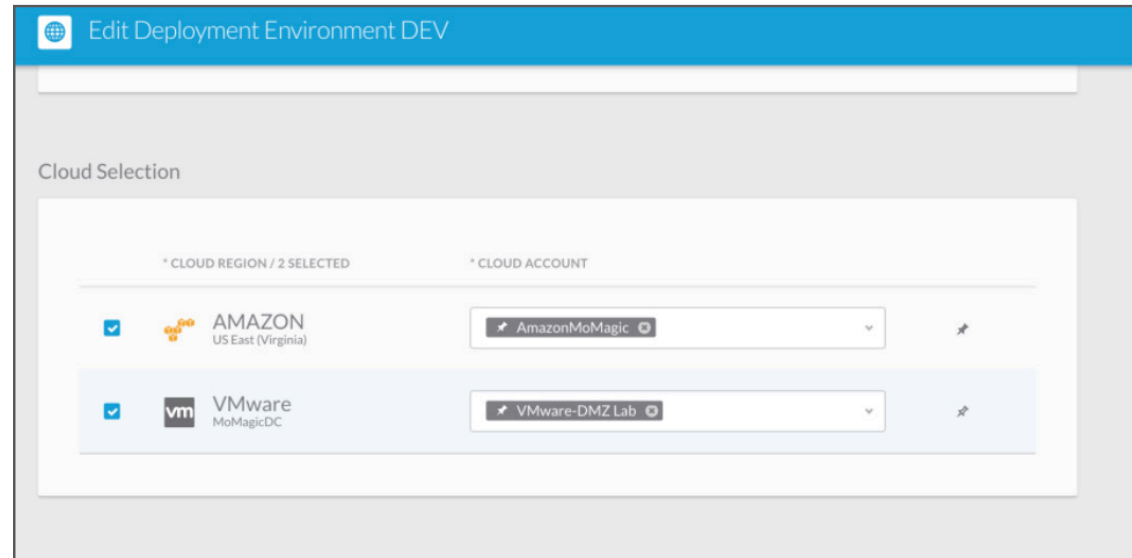 Edit Deployment Environment DEV
Cloud Selection
* CLOUD REGION / 2 SELECTED
* CLOUD ACCOUNT
AMAZON
US East (Virginia)
AmazonMoMagic
vm
VMware
MoMagicDC
VMware-DMZ Lab